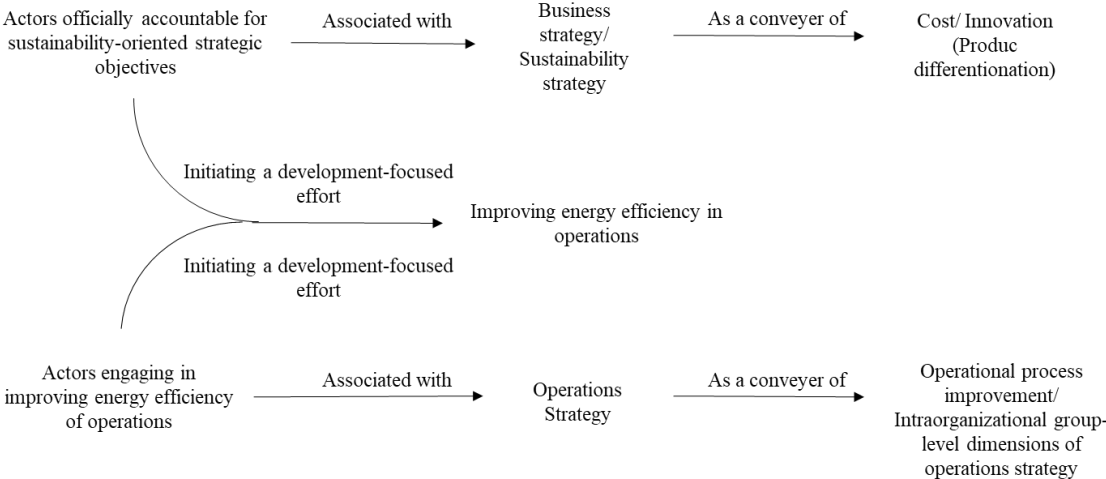 Actors officially accountable for
sustainability-oriented strategic
objectives
Associated with
Business
strategy/
Sustainability
strategy
As a conveyer of
Cost/ Innovation
(Produc
differentionation)
Initiating a development-focused
effort
Improving energy efficiency in
operations
Initiating a development-focused
effort
Actors engaging in
improving energy efficiency
of operations
Associated with
Operations
Strategy
As a conveyer of
Operational process
improvement/
Intraorganizational group-
level dimensions of
operations strategy